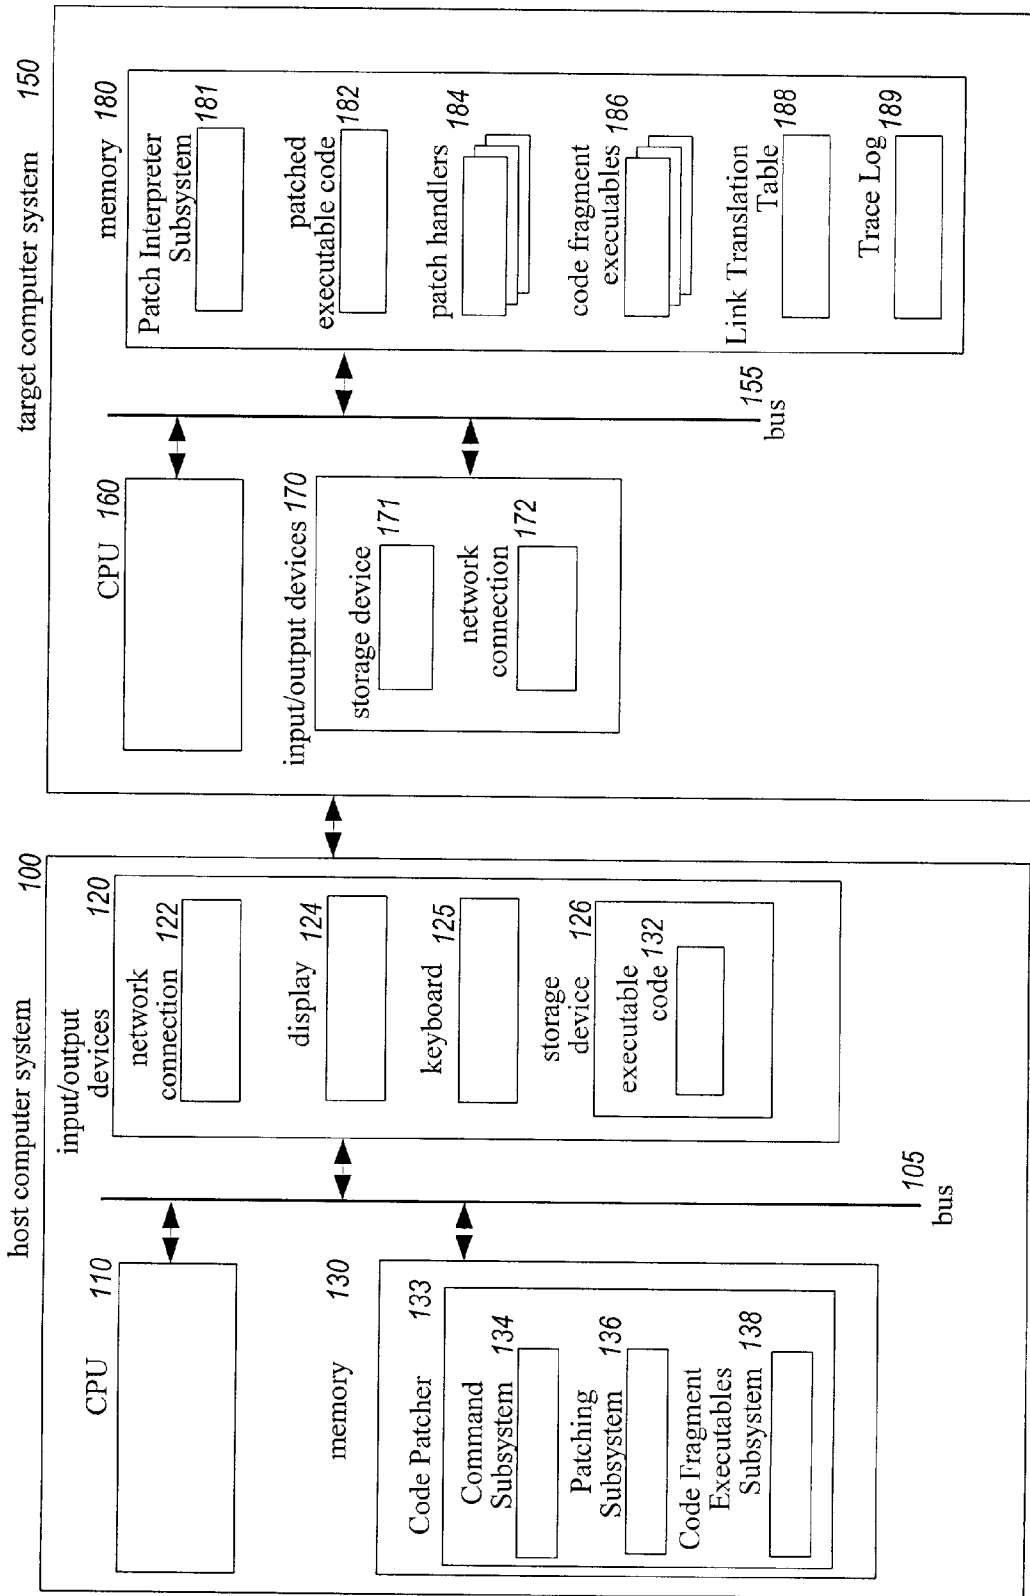 host computer system 100
CPU 110
memory 130
Code Patcher 133
Command
Subsystem 134
Patching
Subsystem 136
Code Fragment
Executables
Subsystem 138
105
bus
input/output
devices 120
network
connection 122
display 124
keyboard 125
storage
device 126
executable
code 132
target computer system 150
CPU 160
input/output devices 170
storage device 171
network
connection 172
155
bus
memory 180
Patch Interpreter
Subsystem 181
patched
executable code 182
patch handlers 184
code fragment
executables 186
Link Translation
Table 188
Trace Log 189